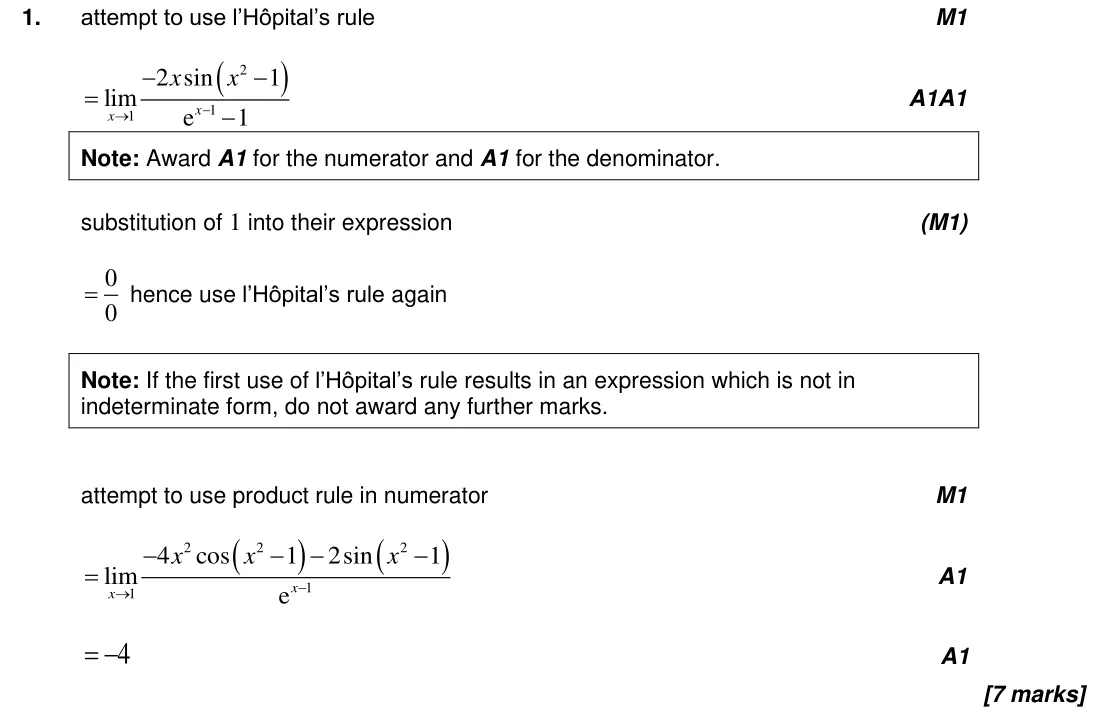 1. attempt to use l'Hôpital's rule M1
= lim_{x→1} (−2x sin(x² − 1)) / (e^{x−1} − 1) A1A1
Note: Award A1 for the numerator and A1 for the denominator.
substitution of 1 into their expression (M1)
= 0/0 hence use l'Hôpital's rule again
Note: If the first use of l'Hôpital's rule results in an expression which is not in
indeterminate form, do not award any further marks.
attempt to use product rule in numerator M1
= lim_{x→1} (−4x² cos(x² − 1) − 2 sin(x² − 1)) / e^{x−1} A1
= −4 A1
[7 marks]